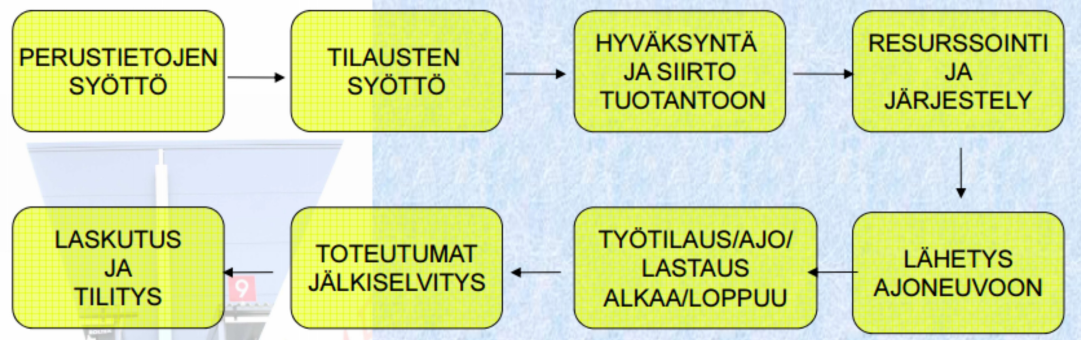 PERUSTIETOJEN
SYÖTTÖ
TILAUSTEN
SYÖTTÖ
HYVÄKSYNTÄ
JA SIIRTO
TUOTANTOON
RESURSSOINTI
JA
JÄRJESTELY
LÄHETYS
AJONEUVOON
TYÖTILAUS/AJO/
LASTAUS
ALKAA/LOPPUU
TOTEUTUMAT
JÄLKISELVITYS
LASKUTUS
JA
TILITYS
9